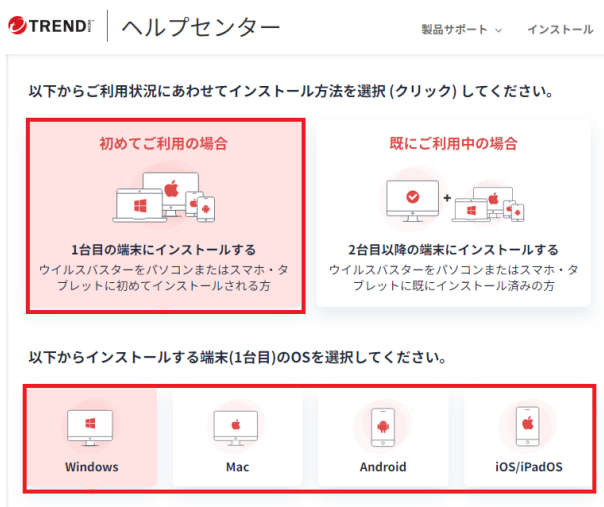 TREND ヘルプセンター 製品サポート インストール
以下からご利用状況にあわせてインストール方法を選択 (クリック) してください。
初めてご利用の場合
1台目の端末にインストールする
ウイルスバスターをパソコンまたはスマホ・タ
ブレットに初めてインストールされる方
既にご利用中の場合
+
2台目以降の端末にインストールする
ウイルスバスターをパソコンまたはスマホ・タ
ブレットに既にインストール済みの方
以下からインストールする端末(1台目)のOSを選択してください。
Windows
Mac
Android
iOS/iPadOS